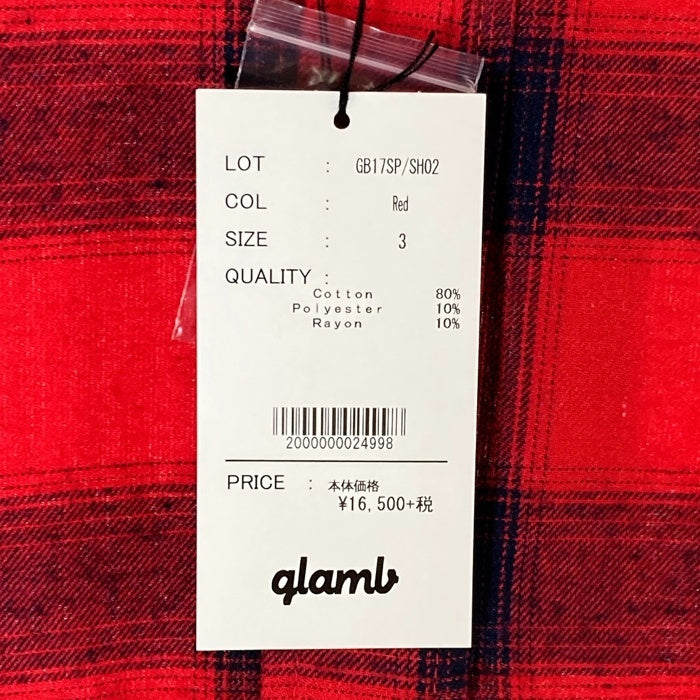 LOT : GB17SP/SH02
COL : Red
SIZE : 3
QUALITY :
Cotton 80%
Polyester 10%
Rayon 10%
2000000024998
PRICE : 本体価格
¥16,500+税
glamb